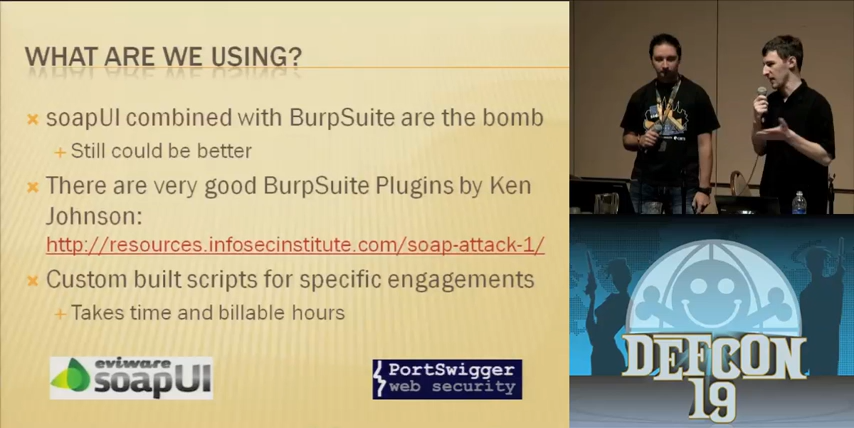 WHAT ARE WE USING?
soapUI combined with BurpSuite are the bomb
+ Still could be better
There are very good BurpSuite Plugins by Ken
Johnson:
http://resources.infosecinstitute.com/soap-attack-1/
Custom built scripts for specific engagements
+ Takes time and billable hours
eviware
soapUI
PortSwigger
web security
DEFCON
19